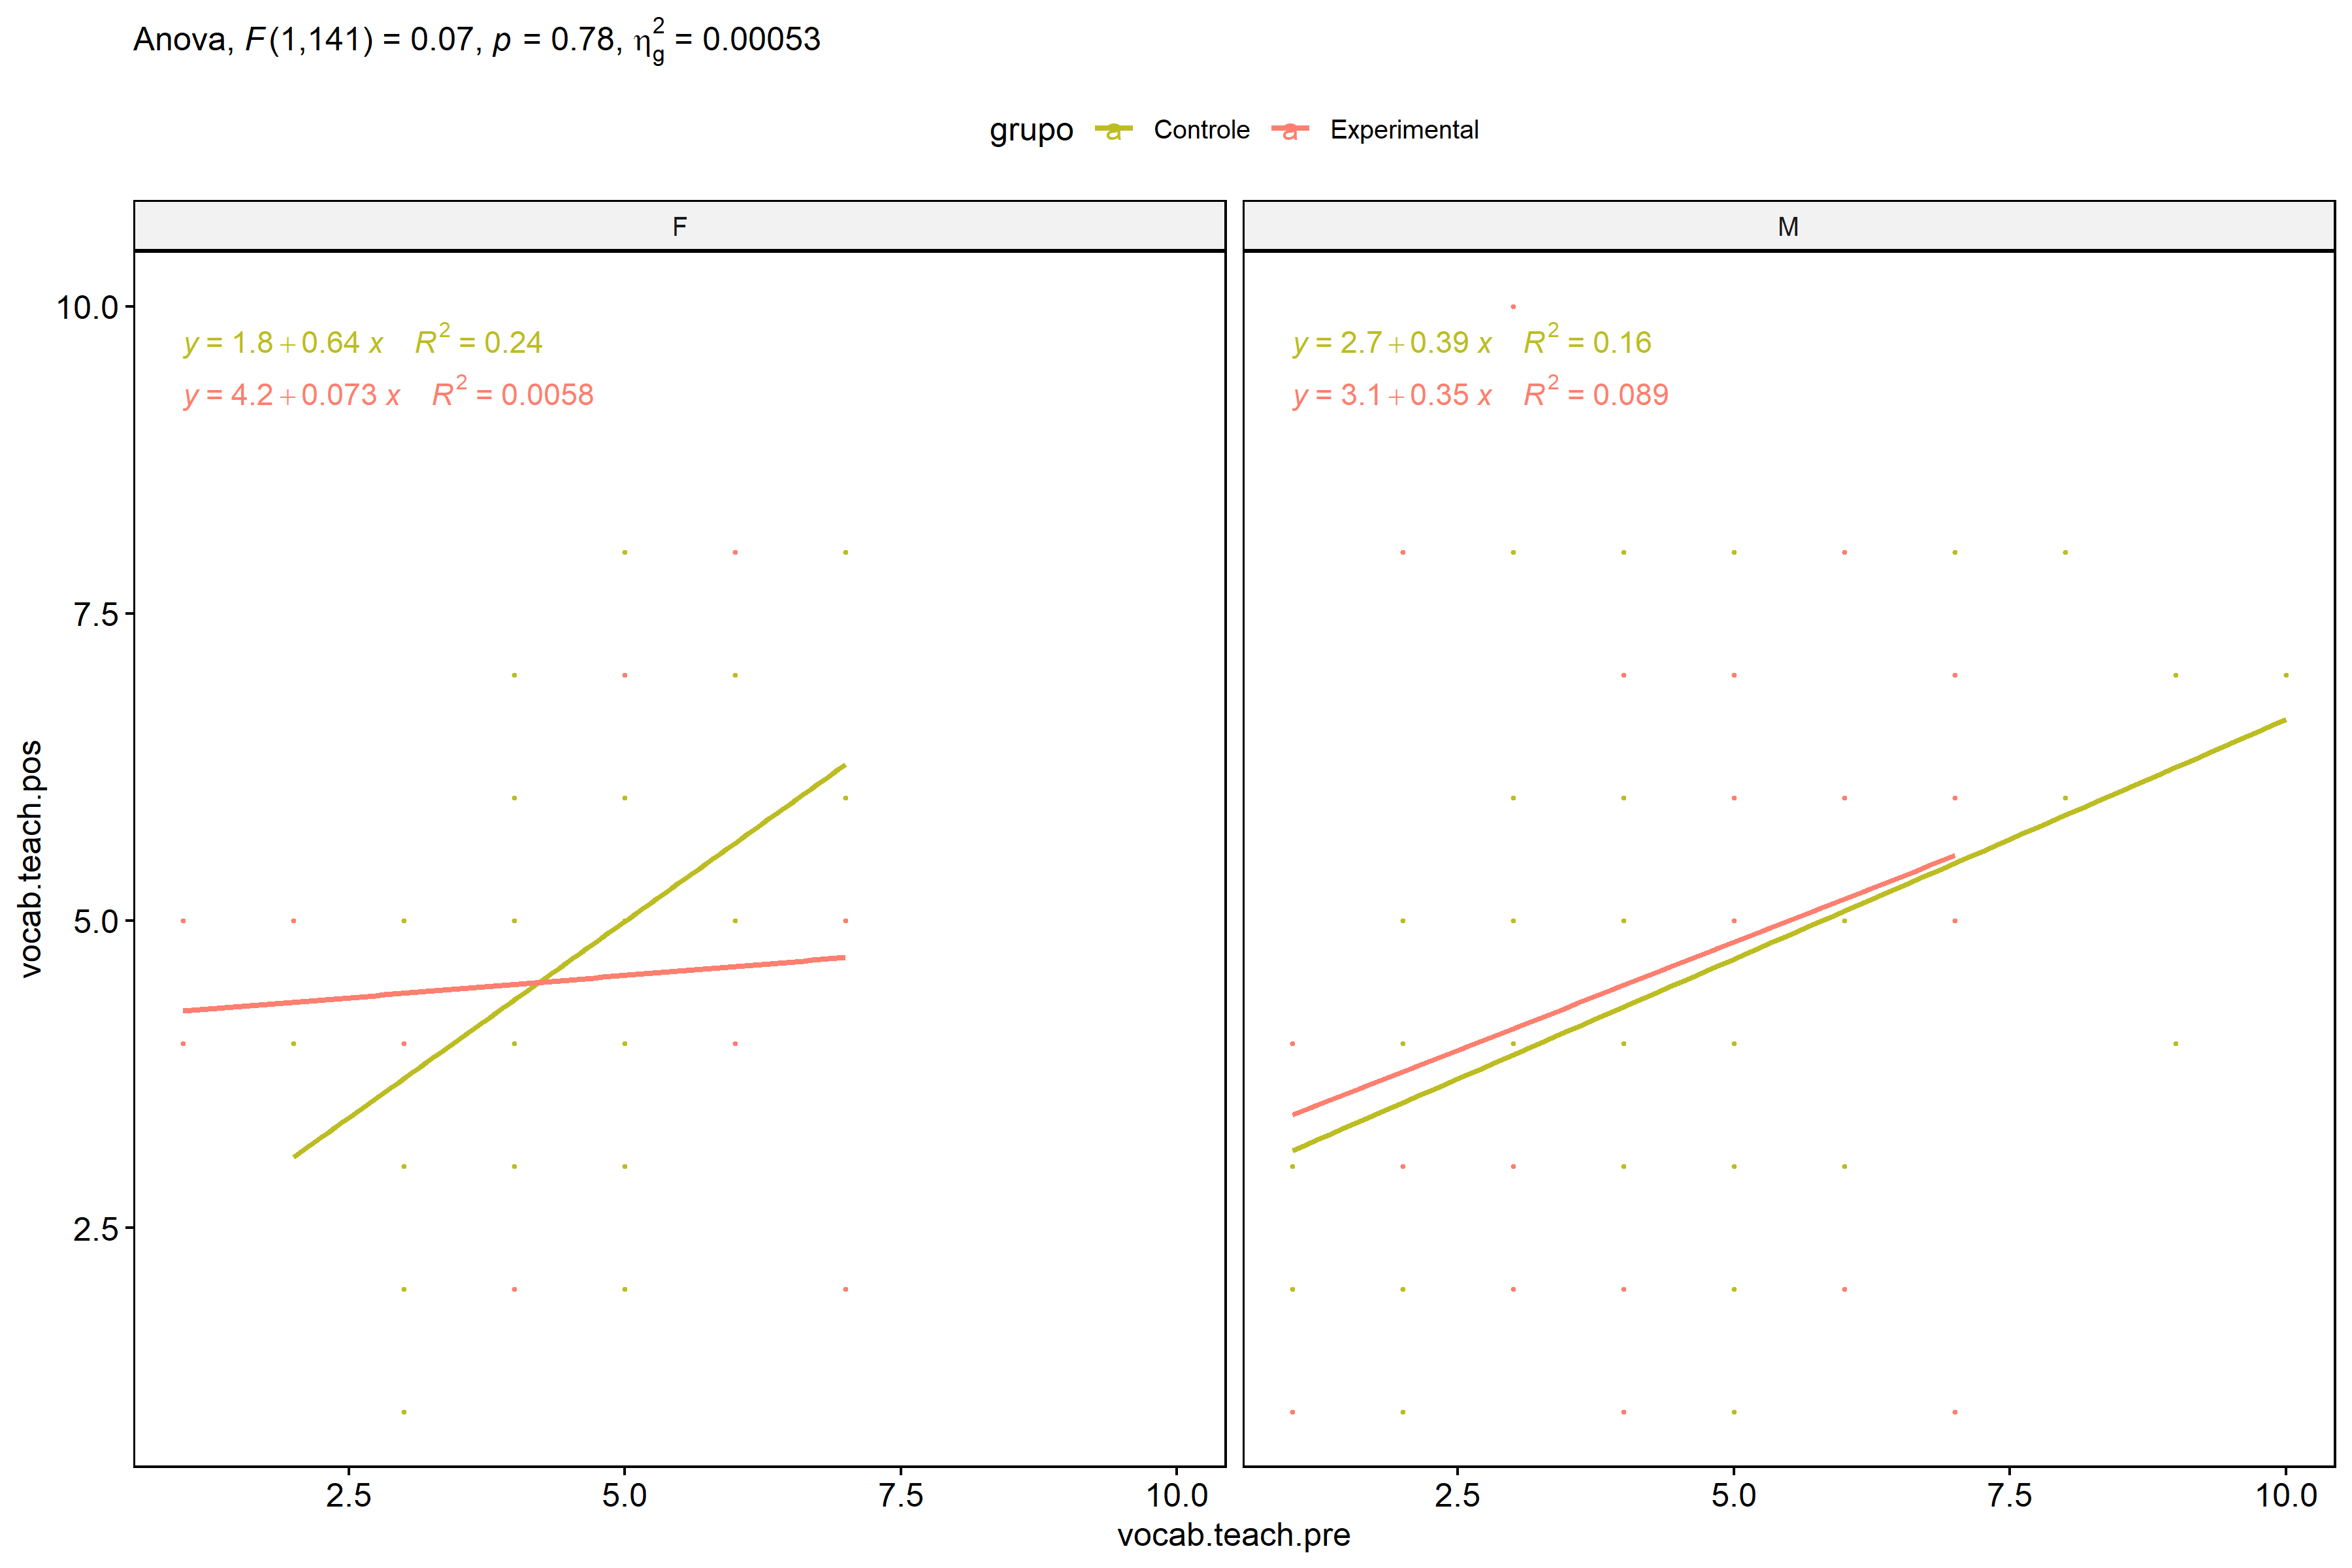 Anova, F(1,141) = 0.07, p = 0.78, η²g = 0.00053
grupo a Controle a Experimental
F
M
y = 1.8 + 0.64 x R² = 0.24
y = 4.2 + 0.073 x R² = 0.0058
y = 2.7 + 0.39 x R² = 0.16
y = 3.1 + 0.35 x R² = 0.089
10.0
7.5
5.0
2.5
vocab.teach.pos
2.5 5.0 7.5 10.0
2.5 5.0 7.5 10.0
vocab.teach.pre